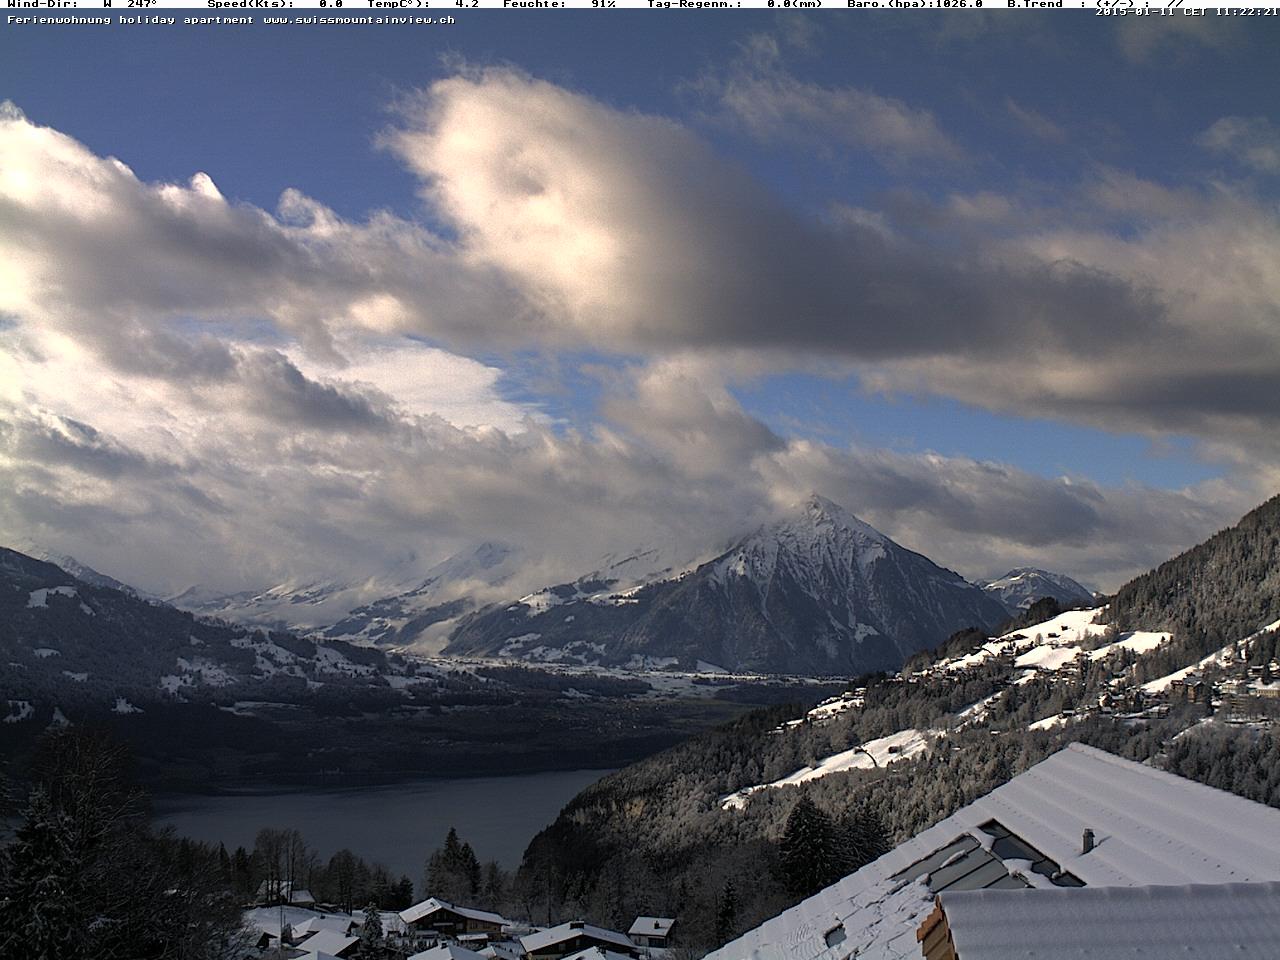 Wind-Dir: W 247° Speed(Kts): 0.0 TempC°): 4.2 Feuchte: 91% Tag-Regenm.: 0.0(mm) Baro.(hpa):1026.0 B.Trend : (+/-) : //
Ferienwohnung holiday apartment www.swissmountainview.ch
2015-01-11 CET 11:22:21